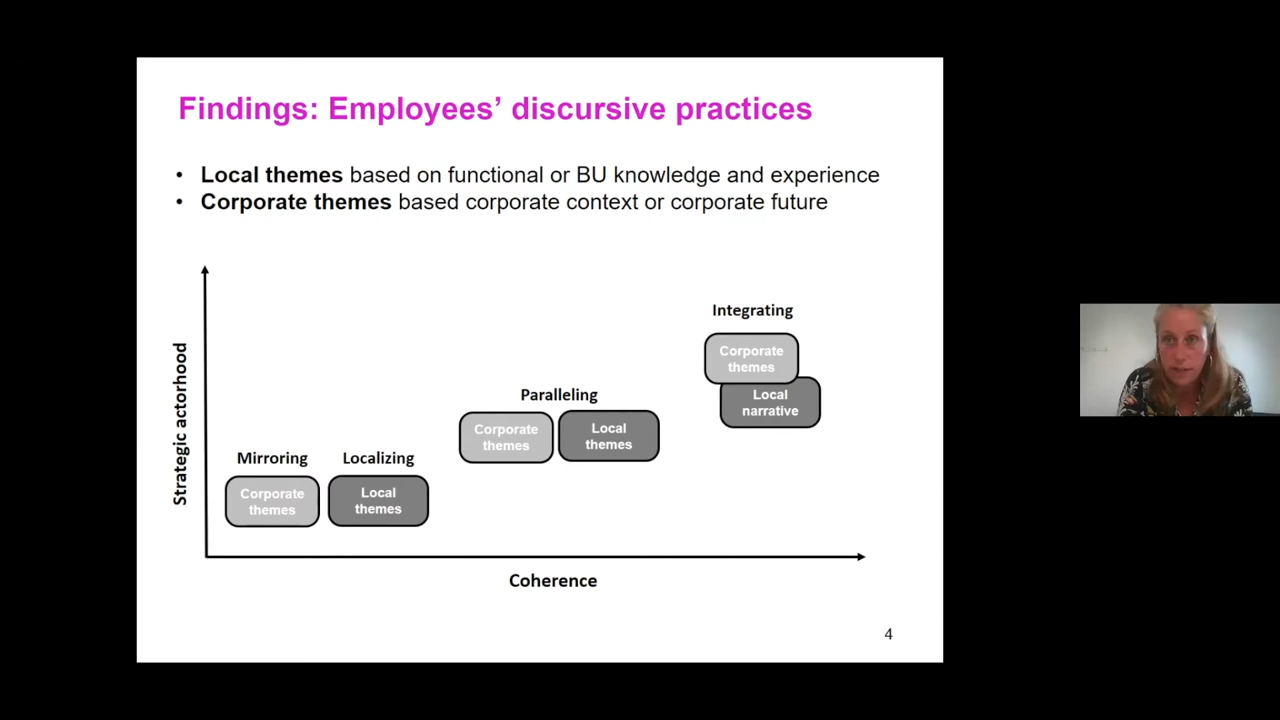 Findings: Employees' discursive practices
• Local themes based on functional or BU knowledge and experience
• Corporate themes based corporate context or corporate future
Strategic actorhood
Mirroring
Corporate
themes
Localizing
Local
themes
Paralleling
Corporate
themes
Local
themes
Integrating
Corporate
themes
Local
narrative
Coherence
4